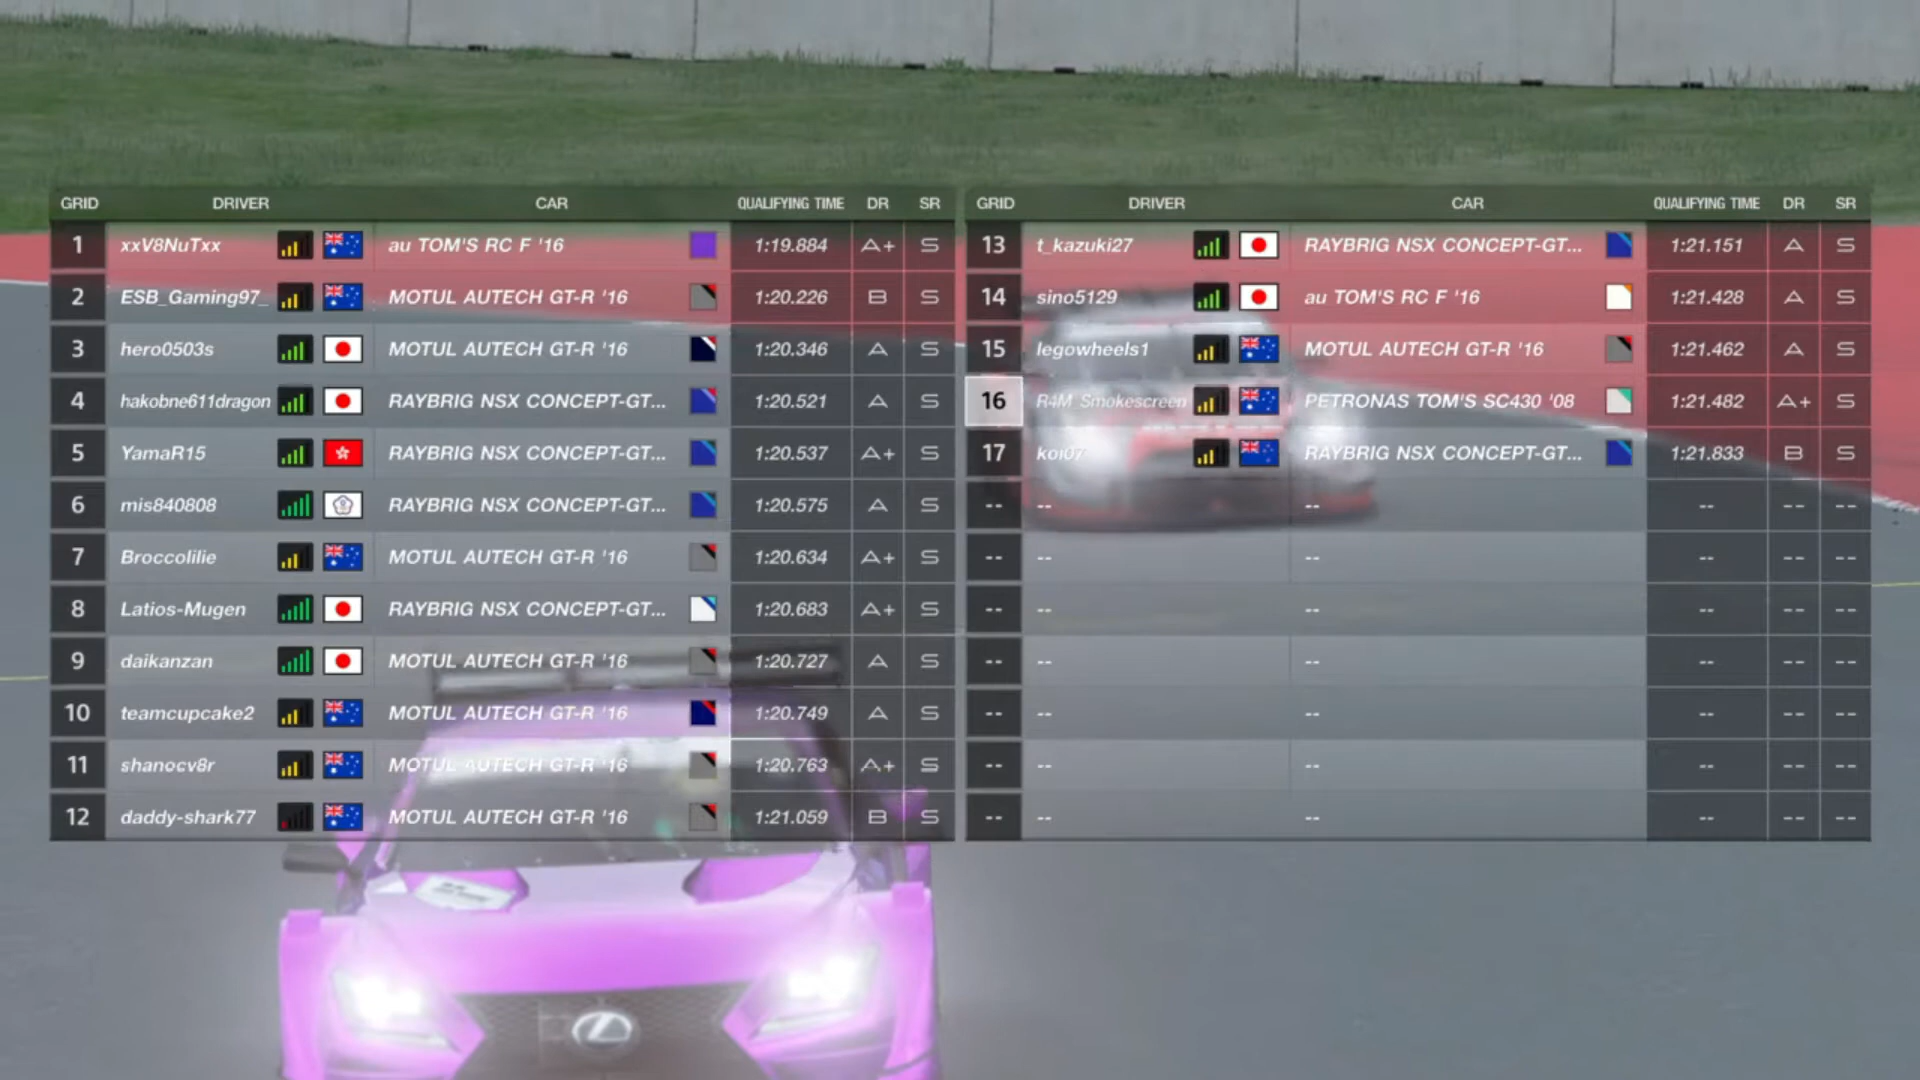 GRID DRIVER CAR QUALIFYING TIME DR SR
1 xxV8NuTxx au TOM'S RC F '16 1:19.884 A+ S
2 ESB_Gaming97_ MOTUL AUTECH GT-R '16 1:20.226 B S
3 hero0503s MOTUL AUTECH GT-R '16 1:20.346 A S
4 hakobne611dragon RAYBRIG NSX CONCEPT-GT... 1:20.521 A S
5 YamaR15 RAYBRIG NSX CONCEPT-GT... 1:20.537 A+ S
6 mis840808 RAYBRIG NSX CONCEPT-GT... 1:20.575 A S
7 Broccolilie MOTUL AUTECH GT-R '16 1:20.634 A+ S
8 Latios-Mugen RAYBRIG NSX CONCEPT-GT... 1:20.683 A+ S
9 daikanzan MOTUL AUTECH GT-R '16 1:20.727 A S
10 teamcupcake2 MOTUL AUTECH GT-R '16 1:20.749 A S
11 shanocv8r MOTUL AUTECH GT-R '16 1:20.763 A+ S
12 daddy-shark77 MOTUL AUTECH GT-R '16 1:21.059 B S
GRID DRIVER CAR QUALIFYING TIME DR SR
13 t_kazuki27 RAYBRIG NSX CONCEPT-GT... 1:21.151 A S
14 sino5129 au TOM'S RC F '16 1:21.428 A S
15 legowheels1 MOTUL AUTECH GT-R '16 1:21.462 A S
16 R4M_Smokescreen PETRONAS TOM'S SC430 '08 1:21.482 A+ S
17 koi07 RAYBRIG NSX CONCEPT-GT... 1:21.833 B S
-- -- -- -- -- --
-- -- -- -- -- --
-- -- -- -- -- --
-- -- -- -- -- --
-- -- -- -- -- --
-- -- -- -- -- --
-- -- -- -- -- --